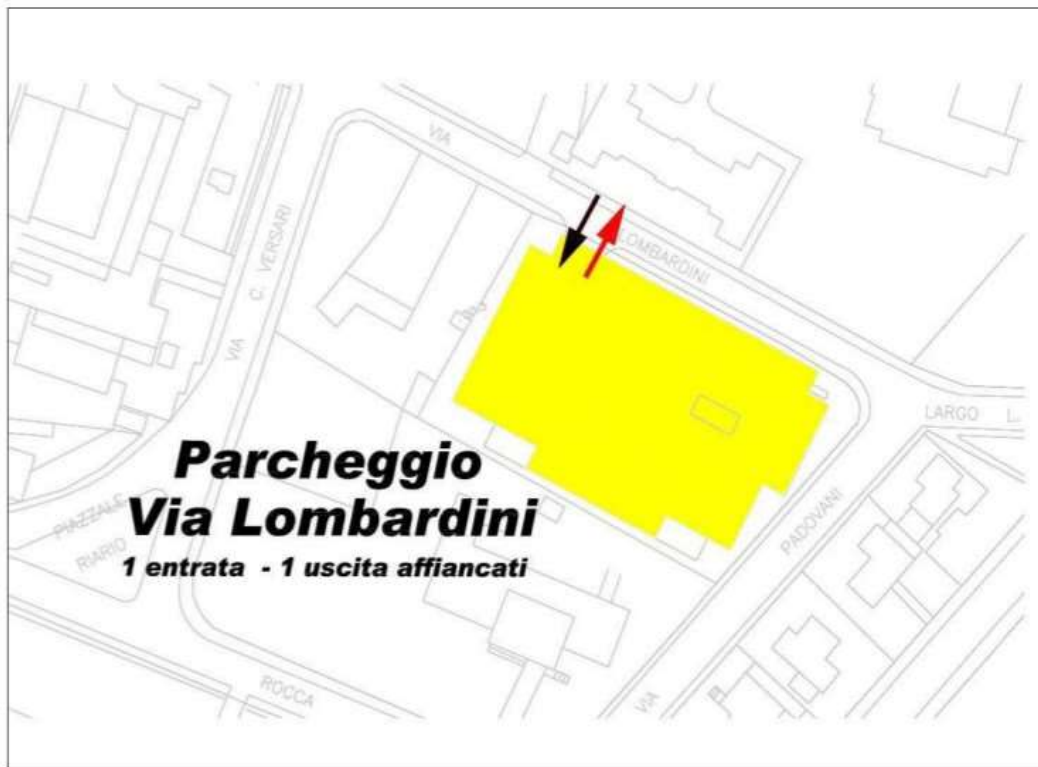 VIA
LOMBARDINI
VIA C. VERSARI
LARGO L.
Parcheggio
Via Lombardini
1 entrata - 1 uscita affiancati
PIAZZALE
RIARIO
VIA PADOVANI
ROCCA